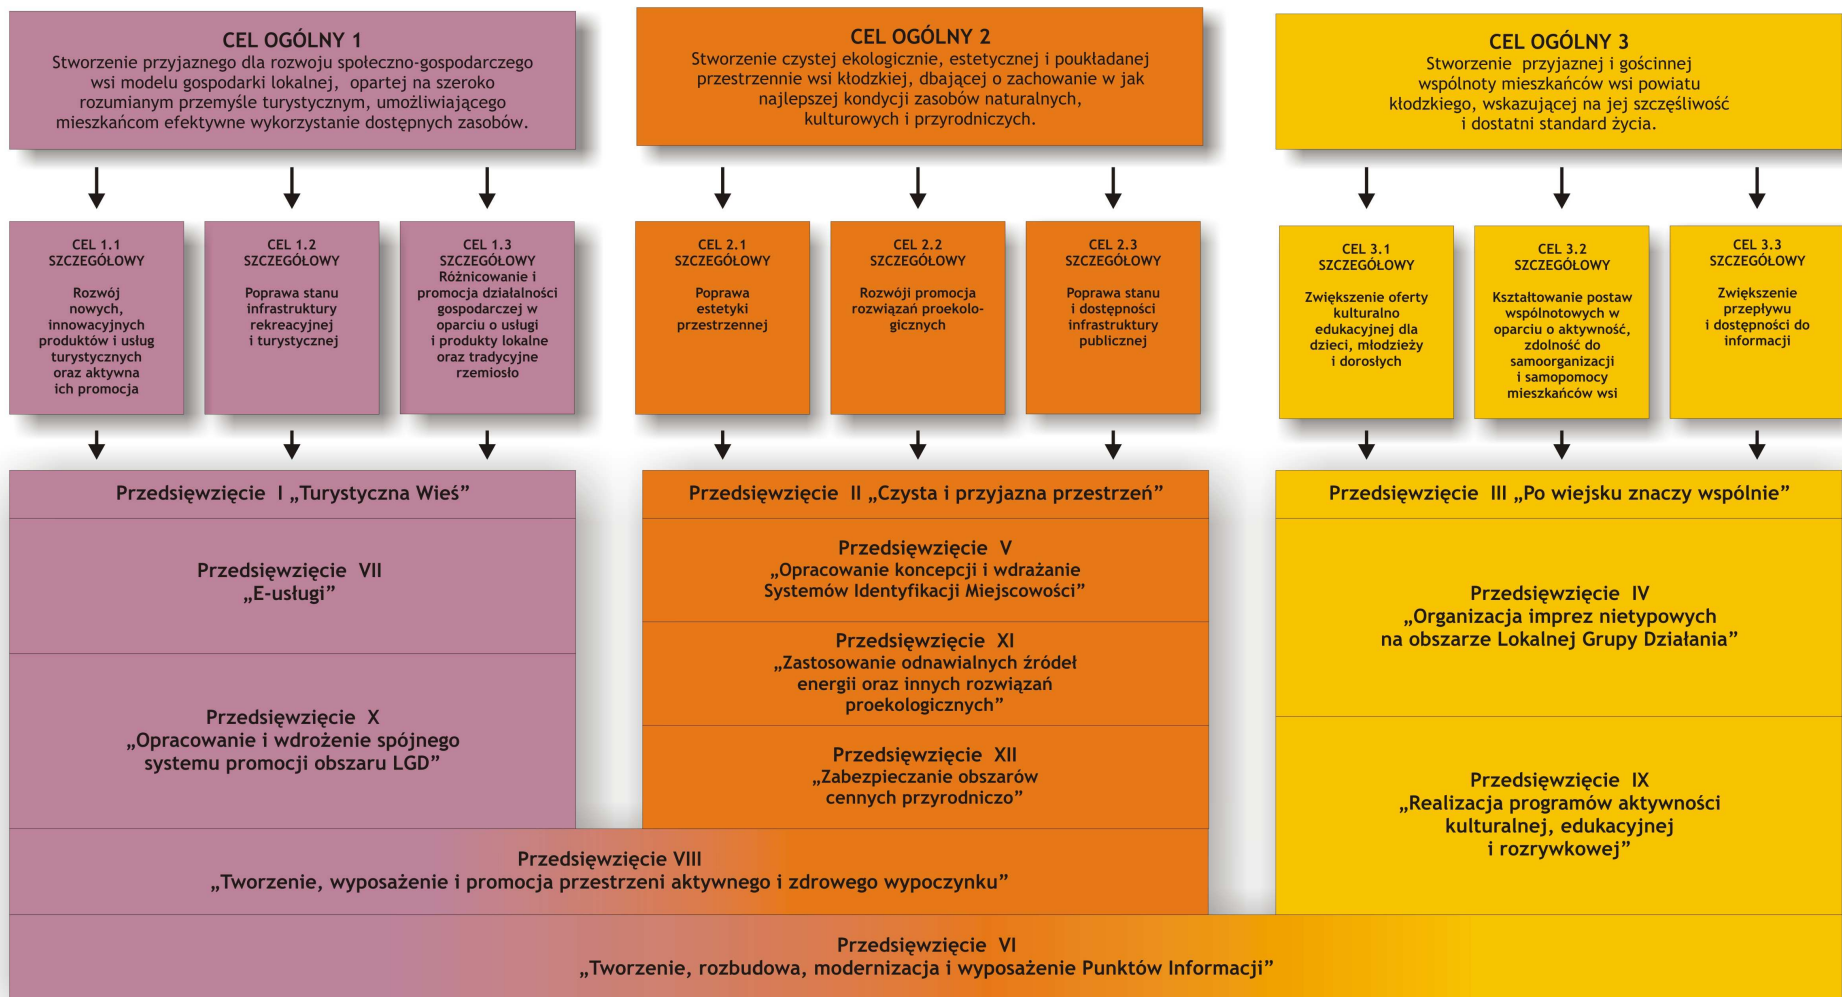 CEL OGÓLNY 1
Stworzenie przyjaznego dla rozwoju społeczno-gospodarczego
wsi modelu gospodarki lokalnej, opartej na szeroko
rozumianym przemyśle turystycznym, umożliwiającego
mieszkańcom efektywne wykorzystanie dostępnych zasobów.
CEL OGÓLNY 2
Stworzenie czystej ekologicznie, estetycznej i poukładanej
przestrzennie wsi kłodzkiej, dbającej o zachowanie w jak
najlepszej kondycji zasobów naturalnych,
kulturowych i przyrodniczych.
CEL OGÓLNY 3
Stworzenie przyjaznej i gościnnej
wspólnoty mieszkańców wsi powiatu
kłodzkiego, wskazującej na jej szczęśliwość
i dostatni standard życia.
CEL 1.1
SZCZEGÓŁOWY
Rozwój
nowych,
innowacyjnych
produktów i usług
turystycznych
oraz aktywna
ich promocja
CEL 1.2
SZCZEGÓŁOWY
Poprawa stanu
infrastruktury
rekreacyjnej
i turystycznej
CEL 1.3
SZCZEGÓŁOWY
Różnicowanie i
promocja działalności
gospodarczej w
oparciu o usługi
i produkty lokalne
oraz tradycyjne
rzemiosło
CEL 2.1
SZCZEGÓŁOWY
Poprawa
estetyki
przestrzennej
CEL 2.2
SZCZEGÓŁOWY
Rozwóji promocja
rozwiązań proekolo-
gicznych
CEL 2.3
SZCZEGÓŁOWY
Poprawa stanu
i dostępności
infrastruktury
publicznej
CEL 3.1
SZCZEGÓŁOWY
Zwiększenie oferty
kulturalno
edukacyjnej dla
dzieci, młodzieży
i dorosłych
CEL 3.2
SZCZEGÓŁOWY
Kształtowanie postaw
wspólnotowych w
oparciu o aktywność,
zdolność do
samoorganizacji
i samopomocy
mieszkańców wsi
CEL 3.3
SZCZEGÓŁOWY
Zwiększenie
przepływu
i dostępności do
informacji
Przedsięwzięcie I „Turystyczna Wieś”
Przedsięwzięcie VII
„E-usługi”
Przedsięwzięcie X
„Opracowanie i wdrożenie spójnego
systemu promocji obszaru LGD”
Przedsięwzięcie II „Czysta i przyjazna przestrzeń”
Przedsięwzięcie V
„Opracowanie koncepcji i wdrażanie
Systemów Identyfikacji Miejscowości”
Przedsięwzięcie XI
„Zastosowanie odnawialnych źródeł
energii oraz innych rozwiązań
proekologicznych”
Przedsięwzięcie XII
„Zabezpieczanie obszarów
cennych przyrodniczo”
Przedsięwzięcie III „Po wiejsku znaczy wspólnie”
Przedsięwzięcie IV
„Organizacja imprez nietypowych
na obszarze Lokalnej Grupy Działania”
Przedsięwzięcie IX
„Realizacja programów aktywności
kulturalnej, edukacyjnej
i rozrywkowej”
Przedsięwzięcie VIII
„Tworzenie, wyposażenie i promocja przestrzeni aktywnego i zdrowego wypoczynku”
Przedsięwzięcie VI
„Tworzenie, rozbudowa, modernizacja i wyposażenie Punktów Informacji”